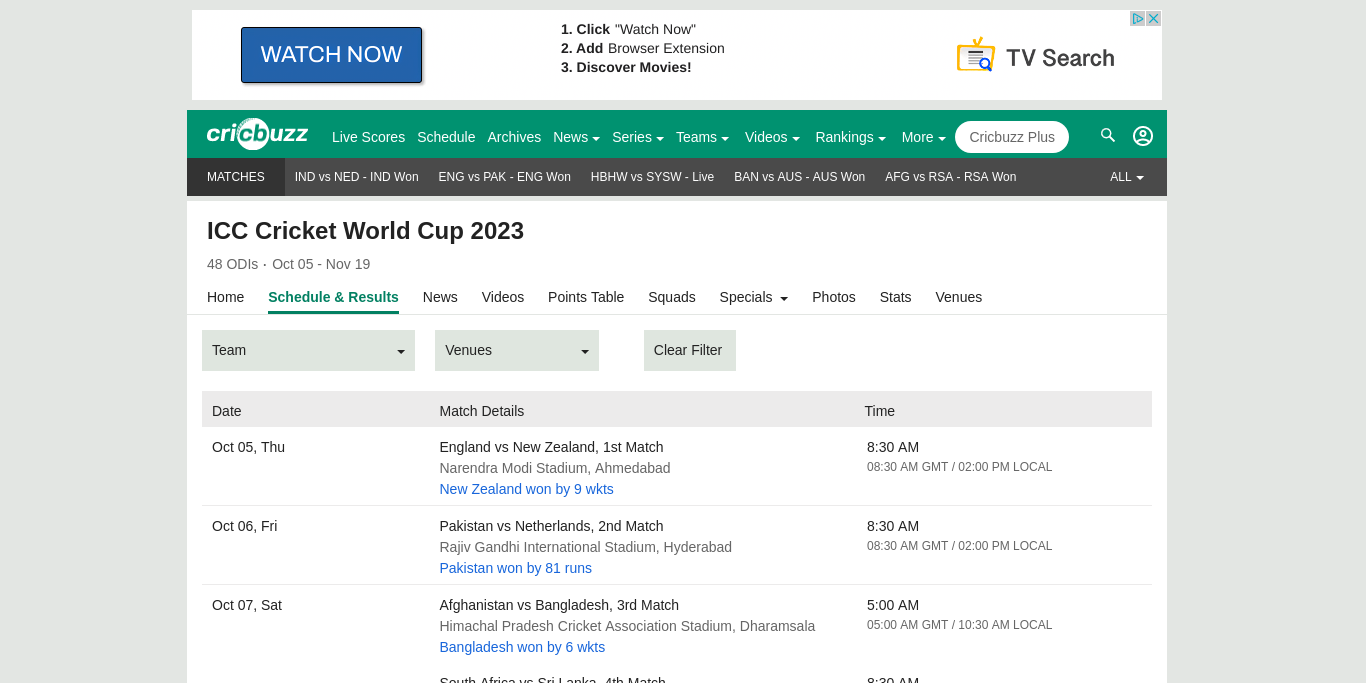 WATCH NOW
1. Click "Watch Now"
2. Add Browser Extension
3. Discover Movies!
TV Search
cricbuzz
Live Scores Schedule Archives News Series Teams Videos Rankings More Cricbuzz Plus
MATCHES IND vs NED - IND Won ENG vs PAK - ENG Won HBHW vs SYSW - Live BAN vs AUS - AUS Won AFG vs RSA - RSA Won ALL
ICC Cricket World Cup 2023
48 ODIs · Oct 05 - Nov 19
Home Schedule & Results News Videos Points Table Squads Specials Photos Stats Venues
Team Venues Clear Filter
Date Match Details Time
Oct 05, Thu England vs New Zealand, 1st Match 8:30 AM
Narendra Modi Stadium, Ahmedabad 08:30 AM GMT / 02:00 PM LOCAL
New Zealand won by 9 wkts
Oct 06, Fri Pakistan vs Netherlands, 2nd Match 8:30 AM
Rajiv Gandhi International Stadium, Hyderabad 08:30 AM GMT / 02:00 PM LOCAL
Pakistan won by 81 runs
Oct 07, Sat Afghanistan vs Bangladesh, 3rd Match 5:00 AM
Himachal Pradesh Cricket Association Stadium, Dharamsala 05:00 AM GMT / 10:30 AM LOCAL
Bangladesh won by 6 wkts
South Africa vs Sri Lanka, 4th Match 8:30 AM